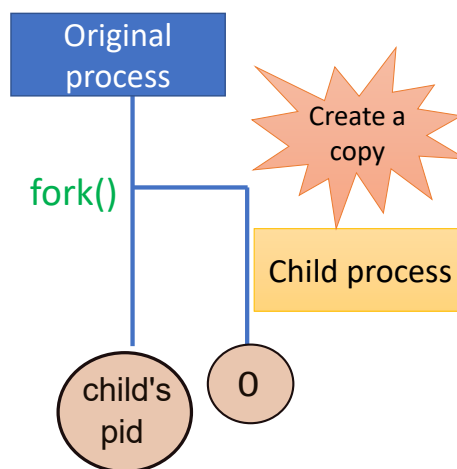 Original
process
Create a
copy
fork()
Child process
child's
pid
0